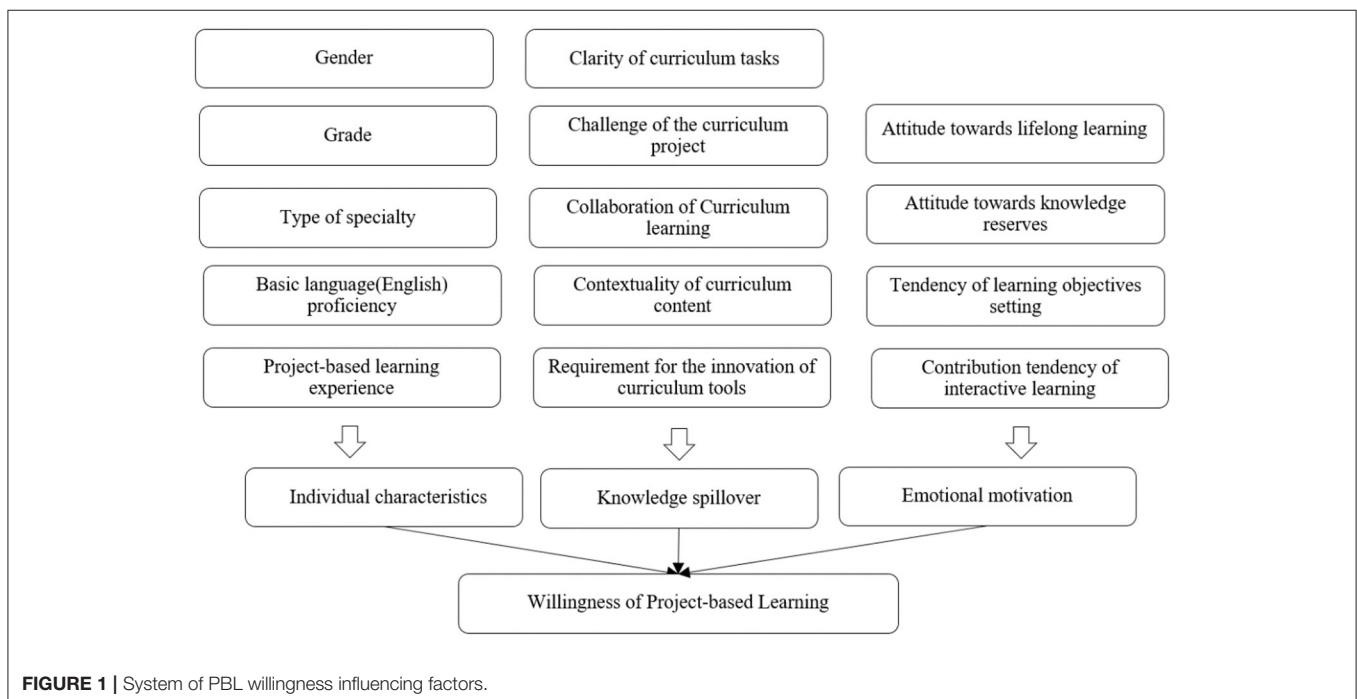 Gender
Clarity of curriculum tasks
Grade
Challenge of the curriculum
project
Attitude towards lifelong learning
Type of specialty
Collaboration of Curriculum
learning
Attitude towards knowledge
reserves
Basic language(English)
proficiency
Contextuality of curriculum
content
Tendency of learning objectives
setting
Project-based learning
experience
Requirement for the innovation of
curriculum tools
Contribution tendency of
interactive learning
Individual characteristics
Knowledge spillover
Emotional motivation
Willingness of Project-based Learning
FIGURE 1 | System of PBL willingness influencing factors.